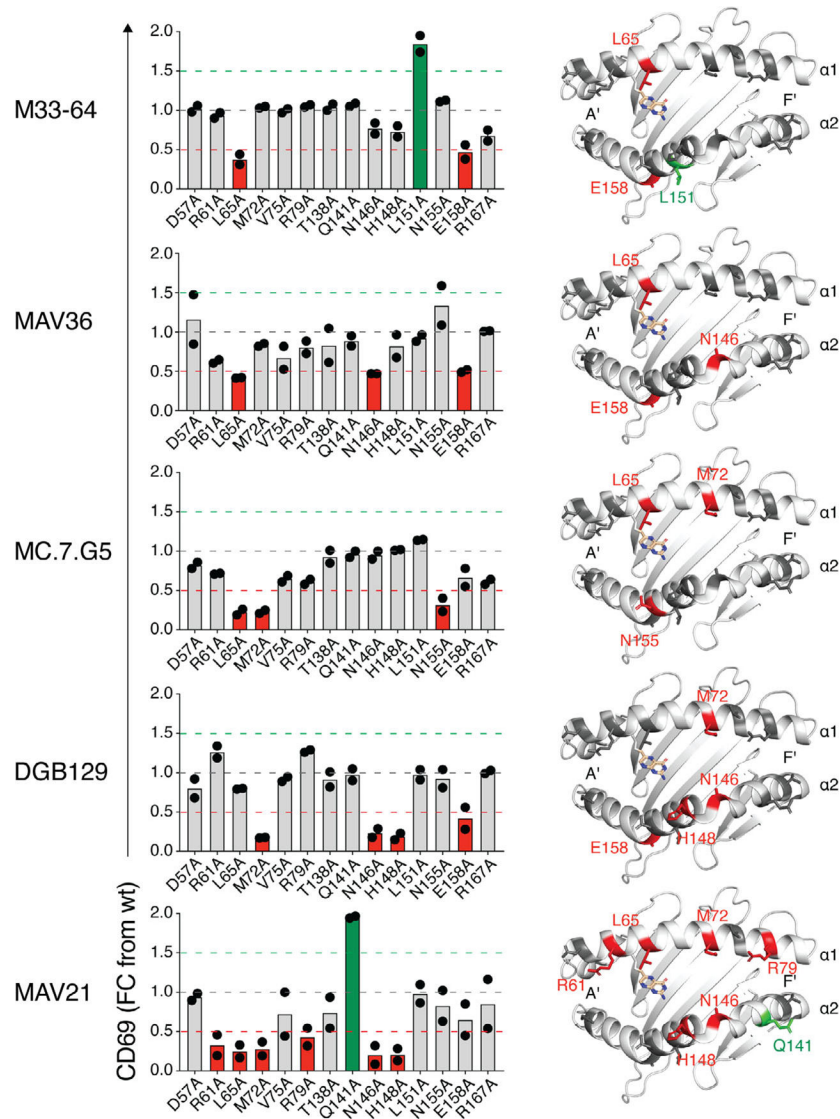 M33-64
2.0
1.5
1.0
0.5
0.0
D57A
R61A
L65A
M72A
V75A
R79A
T138A
Q141A
N146A
H148A
L151A
N155A
E158A
R167A
L65
α1
A'
F'
α2
E158
L151
MAV36
2.0
1.5
1.0
0.5
0.0
D57A
R61A
L65A
M72A
V75A
R79A
T138A
Q141A
N146A
H148A
L151A
N155A
E158A
R167A
L65
α1
A'
F'
N146
α2
E158
MC.7.G5
2.0
1.5
1.0
0.5
0.0
D57A
R61A
L65A
M72A
V75A
R79A
T138A
Q141A
N146A
H148A
L151A
N155A
E158A
R167A
L65
M72
α1
A'
F'
α2
N155
DGB129
2.0
1.5
1.0
0.5
0.0
D57A
R61A
L65A
M72A
V75A
R79A
T138A
Q141A
N146A
H148A
L151A
N155A
E158A
R167A
M72
α1
A'
F'
N146
α2
E158
H148
MAV21
CD69 (FC from wt)
2.0
1.5
1.0
0.5
0.0
D57A
R61A
L65A
M72A
V75A
R79A
T138A
Q141A
N146A
H148A
L151A
N155A
E158A
R167A
L65
M72
α1
R61
R79
A'
F'
N146
α2
H148
Q141